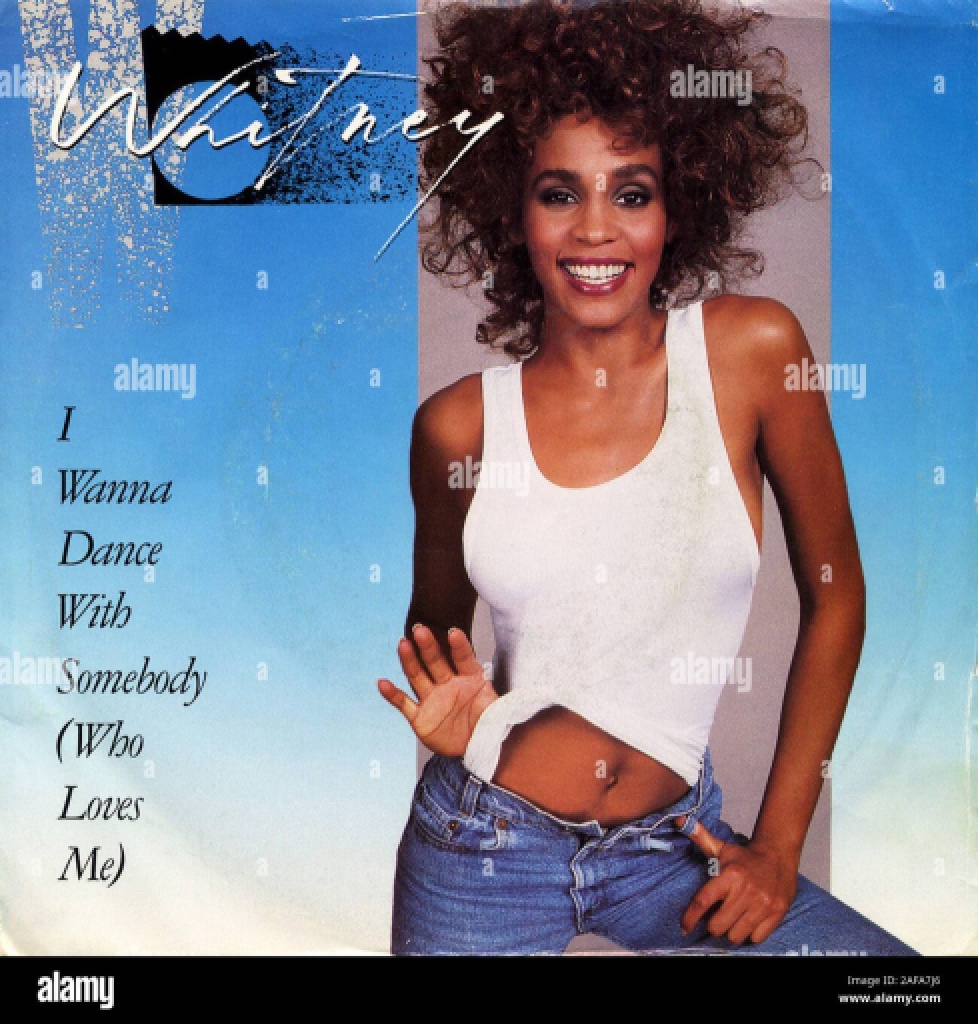 Whitney
I
Wanna
Dance
With
Somebody
(Who
Loves
Me)
alamy
Image ID: 2AFA7J6
www.alamy.com